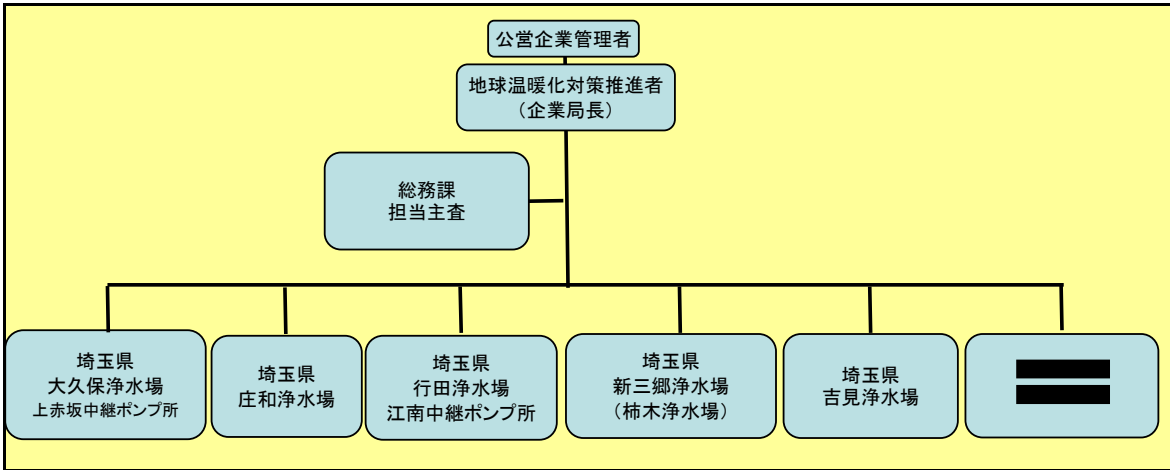 公営企業管理者
地球温暖化対策推進者
（企業局長）
総務課
担当主査
埼玉県
大久保浄水場
上赤坂中継ポンプ所
埼玉県
庄和浄水場
埼玉県
行田浄水場
江南中継ポンプ所
埼玉県
新三郷浄水場
（柿木浄水場）
埼玉県
吉見浄水場